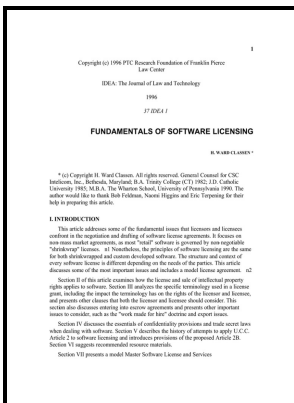 1
Copyright (c) 1996 PTC Research Foundation of Franklin Pierce
Law Center
IDEA: The Journal of Law and Technology
1996
37 IDEA 1
FUNDAMENTALS OF SOFTWARE LICENSING
H. WARD CLASSEN *
* (c) Copyright H. Ward Classen. All rights reserved. General Counsel for CSC
Intelicom, Inc., Bethesda, Maryland; B.A. Trinity College (CT) 1982; J.D. Catholic
University 1985; M.B.A. The Wharton School, University of Pennsylvania 1990. The
author would like to thank Bob Feldman, Naomi Higgins and Eric Terpening for their
help in preparing this article.
I. INTRODUCTION
This article addresses some of the fundamental issues that licensors and licensees
confront in the negotiation and drafting of software license agreements. It focuses on
non-mass market agreements, as most "retail" software is governed by non-negotiable
"shrinkwrap" licenses. n1 Nonetheless, the principles of software licensing are the same
for both shrinkwrapped and custom developed software. The structure and content of
every software license is different depending on the needs of the parties. This article
discusses some of the most important issues and includes a model license agreement. n2
Section II of this article examines how the license and sale of intellectual property
rights applies to software. Section III analyzes the specific terminology used in a license
grant, including the impact the terminology has on the rights of the licensor and licensee,
and presents other clauses that both the licensor and licensee should consider. This
section also discusses entering into escrow agreements and presents other important
issues to consider, such as the "work made for hire" doctrine and export issues.
Section IV discusses the essentials of confidentiality provisions and trade secret laws
when dealing with software. Section V describes the history of attempts to apply U.C.C.
Article 2 to software licensing and introduces provisions of the proposed Article 2B.
Section VI suggests recommended resource materials.
Section VII presents a model Master Software License and Services